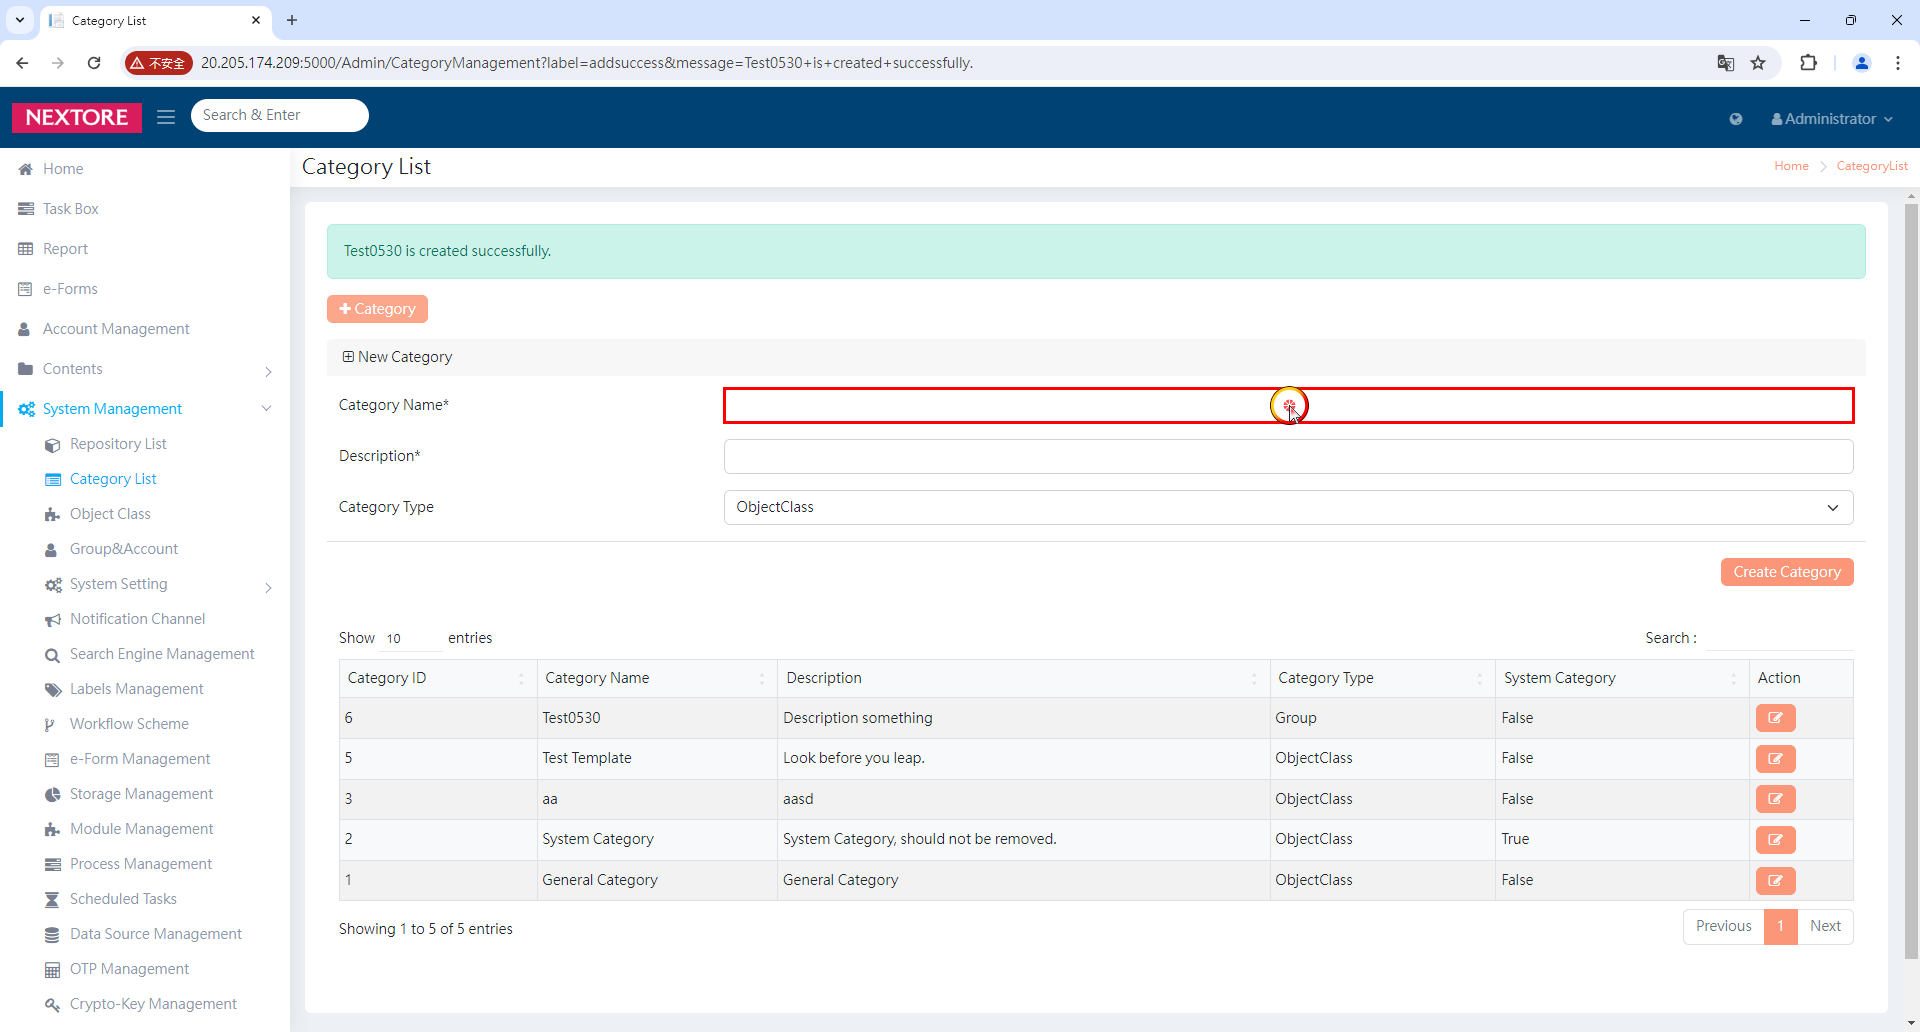 Category List
不安全 20.205.174.209:5000/Admin/CategoryManagement?label=addsuccess&message=Test0530+is+created+successfully.
NEXTORE Search & Enter Administrator
Category List Home CategoryList
Home
Task Box
Report
e-Forms
Account Management
Contents
System Management
Repository List
Category List
Object Class
Group&Account
System Setting
Notification Channel
Search Engine Management
Labels Management
Workflow Scheme
e-Form Management
Storage Management
Module Management
Process Management
Scheduled Tasks
Data Source Management
OTP Management
Crypto-Key Management
Test0530 is created successfully.
Category
New Category
Category Name*
Description*
Category Type ObjectClass
Create Category
Show 10 entries Search :
Category ID Category Name Description Category Type System Category Action
6 Test0530 Description something Group False
5 Test Template Look before you leap. ObjectClass False
3 aa aasd ObjectClass False
2 System Category System Category, should not be removed. ObjectClass True
1 General Category General Category ObjectClass False
Showing 1 to 5 of 5 entries Previous 1 Next